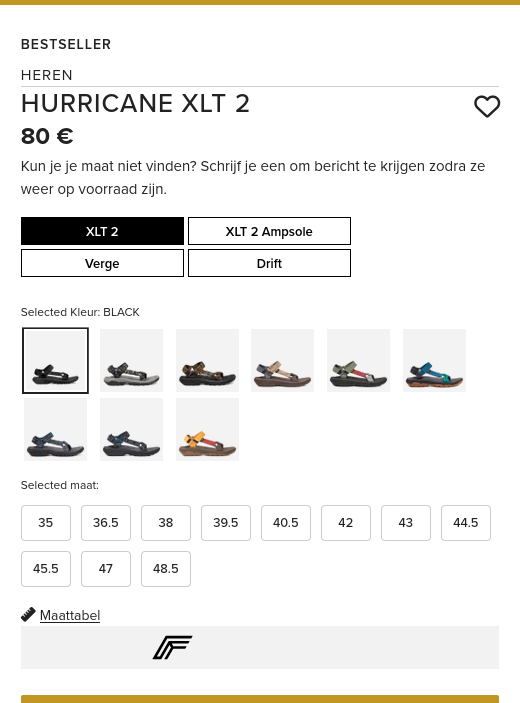 BESTSELLER
HEREN
HURRICANE XLT 2
80 €
Kun je je maat niet vinden? Schrijf je een om bericht te krijgen zodra ze
weer op voorraad zijn.
XLT 2
XLT 2 Ampsole
Verge
Drift
Selected Kleur: BLACK
Selected maat:
35
36.5
38
39.5
40.5
42
43
44.5
45.5
47
48.5
Maattabel